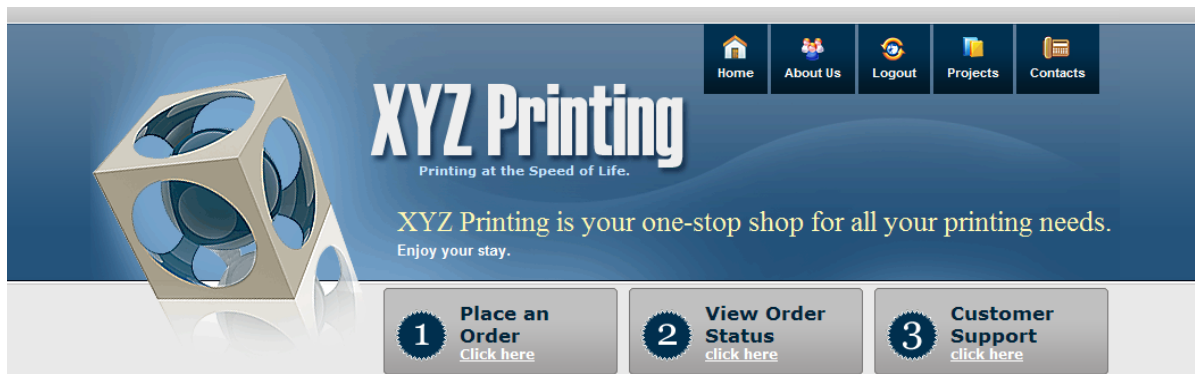 Home About Us Logout Projects Contacts
XYZ Printing
Printing at the Speed of Life.
XYZ Printing is your one-stop shop for all your printing needs.
Enjoy your stay.
1
Place an
Order
Click here
2
View Order
Status
click here
3
Customer
Support
click here